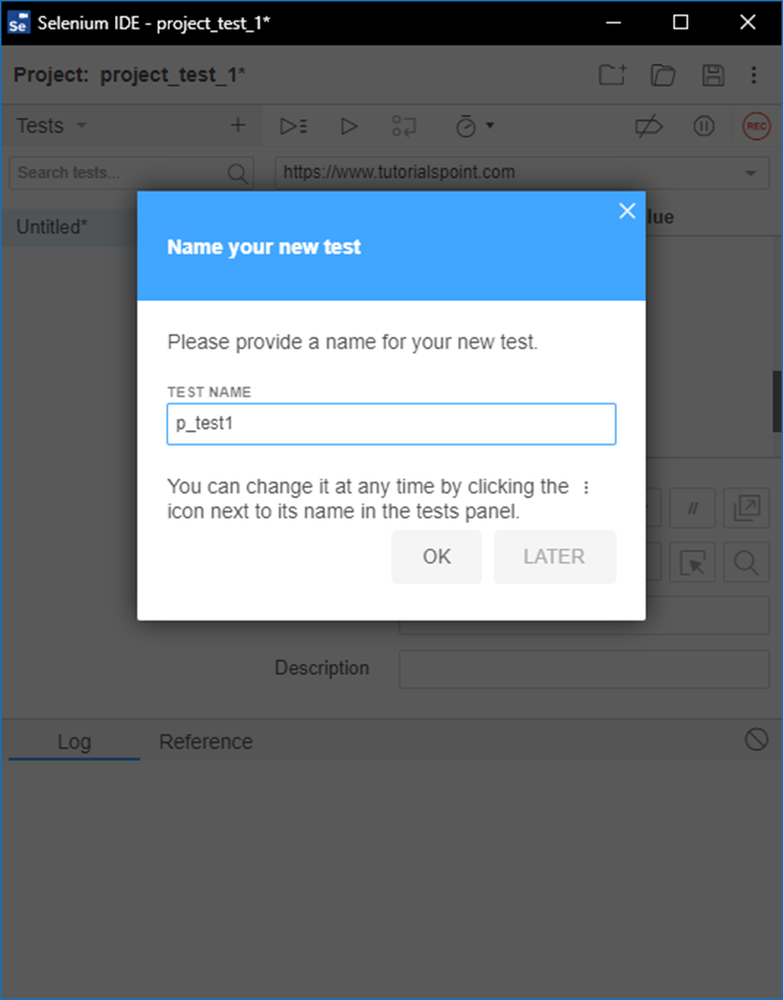 Se Selenium IDE - project_test_1*
Project: project_test_1*
Tests
REC
Search tests...
https://www.tutorialspoint.com
Untitled*
lue
Name your new test
Please provide a name for your new test.
TEST NAME
p_test1
You can change it at any time by clicking the
icon next to its name in the tests panel.
OK LATER
//
Description
Log Reference